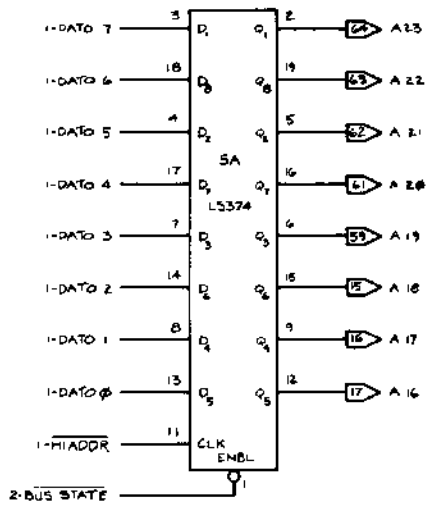 1-DATO 7 3 D1 Q1 2 64 A23
1-DATO 6 18 D8 Q8 19 63 A22
1-DATO 5 4 D2 Q2 5 62 A21
5A
1-DATO 4 17 D7 Q7 16 61 A2Ø
LS374
1-DATO 3 7 D3 Q3 6 59 A19
1-DATO 2 14 D6 Q6 15 15 A18
1-DATO 1 8 D4 Q4 9 16 A17
1-DATO Ø 13 D5 Q5 12 17 A16
1-HIADDR 11 CLK
ENBL
2-BUS STATE 1